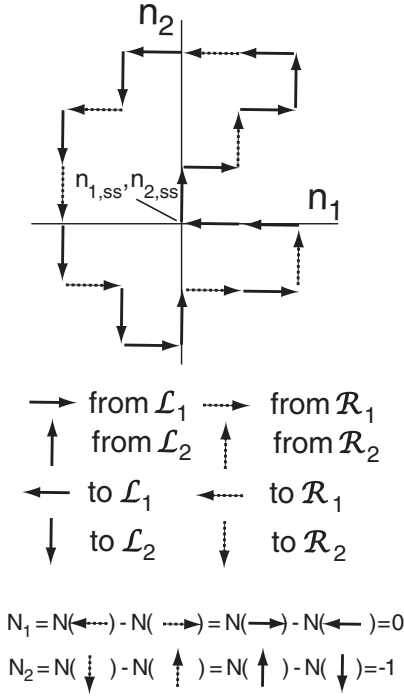 n₂
n₁,ss,n₂,ss
n₁
from ℒ₁ from ℛ₁
from ℒ₂ from ℛ₂
to ℒ₁ to ℛ₁
to ℒ₂ to ℛ₂
N₁=N(⇠)-N(⇢)=N(→)-N(←)=0
N₂=N(⇣)-N(⇡)=N(↑)-N(↓)=-1